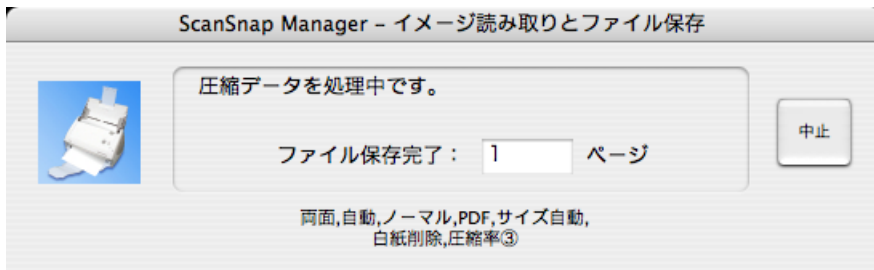 ScanSnap Manager – イメージ読み取りとファイル保存
圧縮データを処理中です。
ファイル保存完了： 1 ページ
中止
両面,自動,ノーマル,PDF,サイズ自動,
白紙削除,圧縮率③